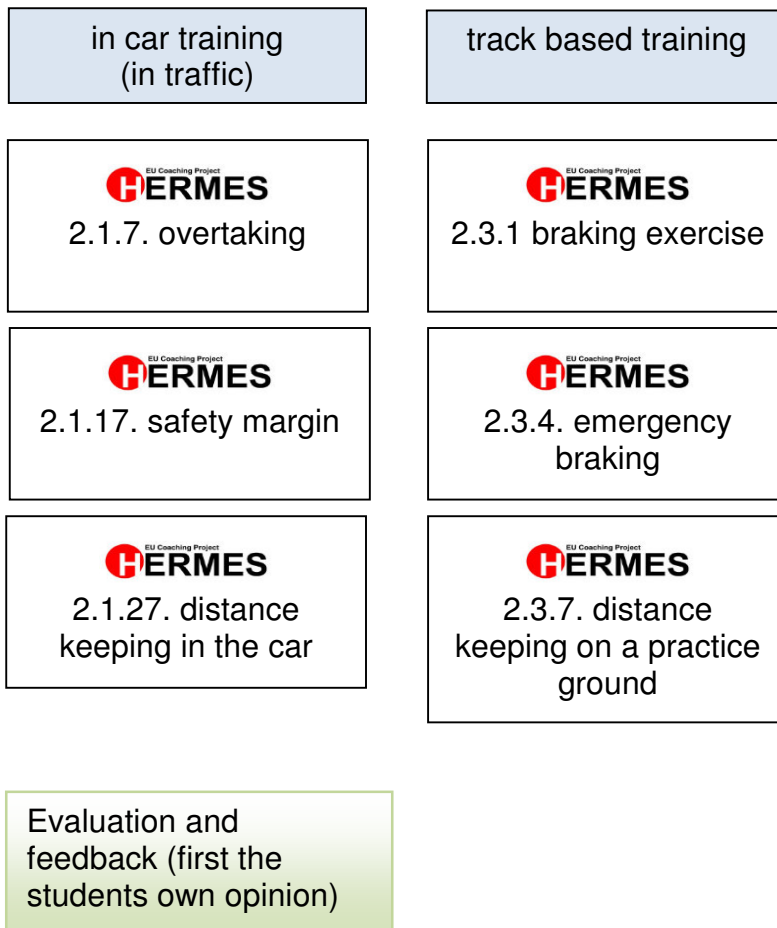 in car training
(in traffic)
track based training
EU Coaching Project
HERMES
2.1.7. overtaking
EU Coaching Project
HERMES
2.3.1 braking exercise
EU Coaching Project
HERMES
2.1.17. safety margin
EU Coaching Project
HERMES
2.3.4. emergency
braking
EU Coaching Project
HERMES
2.1.27. distance
keeping in the car
EU Coaching Project
HERMES
2.3.7. distance
keeping on a practice
ground
Evaluation and
feedback (first the
students own opinion)